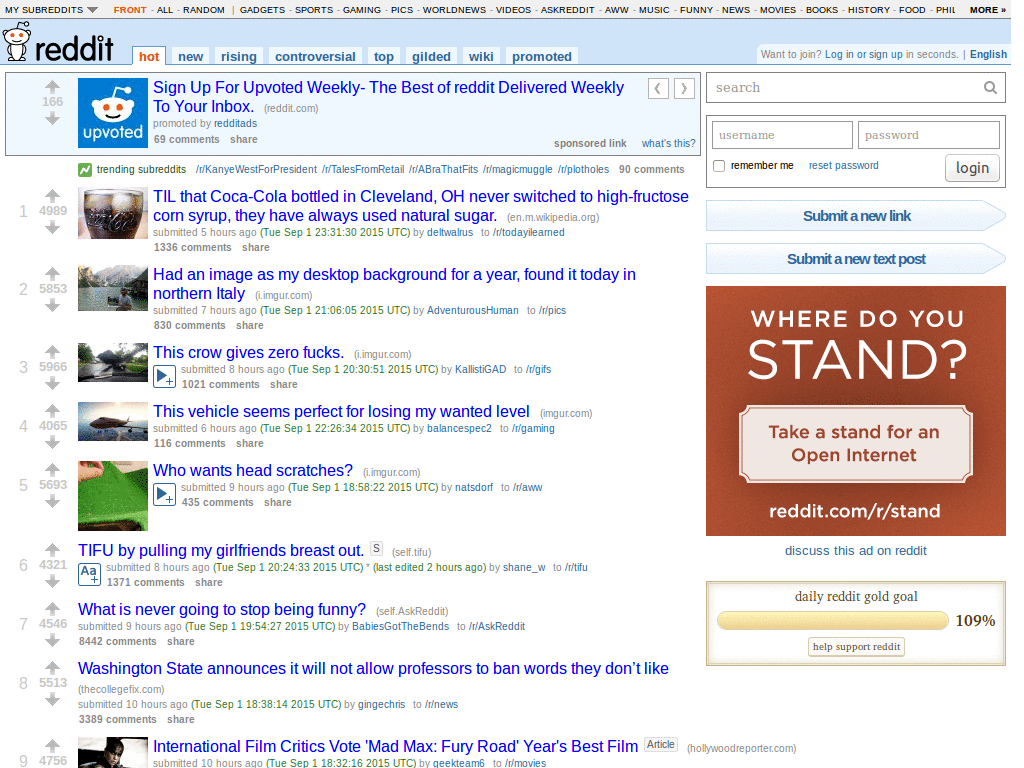 MY SUBREDDITS FRONT - ALL - RANDOM | GADGETS - SPORTS - GAMING - PICS - WORLDNEWS - VIDEOS - ASKREDDIT - AWW - MUSIC - FUNNY - NEWS - MOVIES - BOOKS - HISTORY - FOOD - PHIL MORE »
reddit hot new rising controversial top gilded wiki promoted
Want to join? Log in or sign up in seconds. | English
166
upvoted
Sign Up For Upvoted Weekly- The Best of reddit Delivered Weekly
To Your Inbox. (reddit.com)
promoted by redditads
69 comments share
sponsored link what's this?
trending subreddits /r/KanyeWestForPresident /r/TalesFromRetail /r/ABraThatFits /r/magicmuggle /r/plotholes 90 comments
1 4989
TIL that Coca-Cola bottled in Cleveland, OH never switched to high-fructose
corn syrup, they have always used natural sugar. (en.m.wikipedia.org)
submitted 5 hours ago (Tue Sep 1 23:31:30 2015 UTC) by deltwalrus to /r/todayilearned
1336 comments share
2 5853
Had an image as my desktop background for a year, found it today in
northern Italy (i.imgur.com)
submitted 7 hours ago (Tue Sep 1 21:06:05 2015 UTC) by AdventurousHuman to /r/pics
830 comments share
3 5966
This crow gives zero fucks. (i.imgur.com)
submitted 8 hours ago (Tue Sep 1 20:30:51 2015 UTC) by KallistiGAD to /r/gifs
1021 comments share
4 4065
This vehicle seems perfect for losing my wanted level (imgur.com)
submitted 6 hours ago (Tue Sep 1 22:26:34 2015 UTC) by balancespec2 to /r/gaming
116 comments share
5 5693
Who wants head scratches? (i.imgur.com)
submitted 9 hours ago (Tue Sep 1 18:58:22 2015 UTC) by natsdorf to /r/aww
435 comments share
6 4321
TIFU by pulling my girlfriends breast out. S (self.tifu)
Aa+
submitted 8 hours ago (Tue Sep 1 20:24:33 2015 UTC) * (last edited 2 hours ago) by shane_w to /r/tifu
1371 comments share
7 4546
What is never going to stop being funny? (self.AskReddit)
submitted 9 hours ago (Tue Sep 1 19:54:27 2015 UTC) by BabiesGotTheBends to /r/AskReddit
8442 comments share
8 5513
Washington State announces it will not allow professors to ban words they don’t like
(thecollegefix.com)
submitted 10 hours ago (Tue Sep 1 18:38:14 2015 UTC) by gingechris to /r/news
3389 comments share
9 4756
International Film Critics Vote 'Mad Max: Fury Road' Year's Best Film Article (hollywoodreporter.com)
submitted 10 hours ago (Tue Sep 1 18:32:16 2015 UTC) by geekteam6 to /r/movies
search
username password
remember me reset password login
Submit a new link
Submit a new text post
WHERE DO YOU
STAND?
Take a stand for an
Open Internet
reddit.com/r/stand
discuss this ad on reddit
daily reddit gold goal
109%
help support reddit